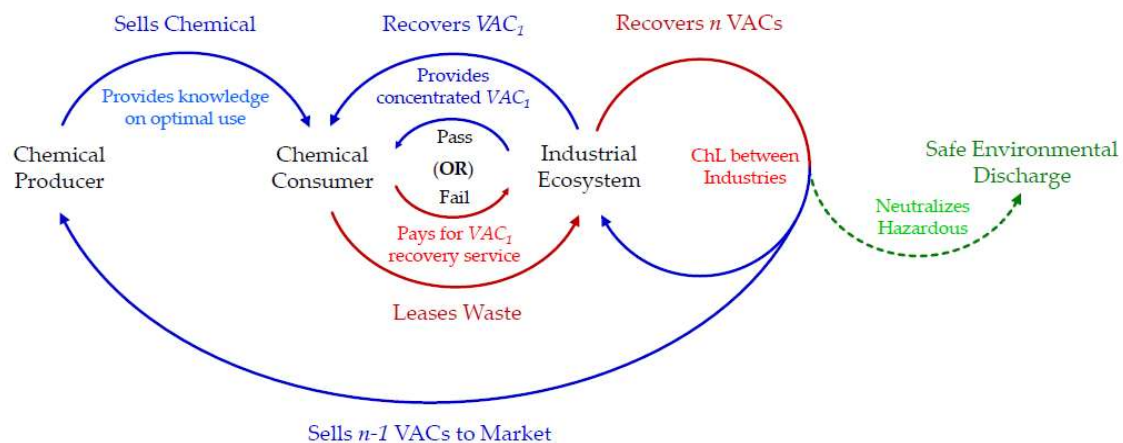 Sells Chemical
Recovers VAC1
Recovers n VACs
Provides knowledge
on optimal use
Provides
concentrated VAC1
Chemical
Producer
Chemical
Consumer
Pass
(OR)
Fail
Industrial
Ecosystem
ChL between
Industries
Safe Environmental
Discharge
Neutralizes
Hazardous
Pays for VAC1
recovery service
Leases Waste
Sells n-1 VACs to Market